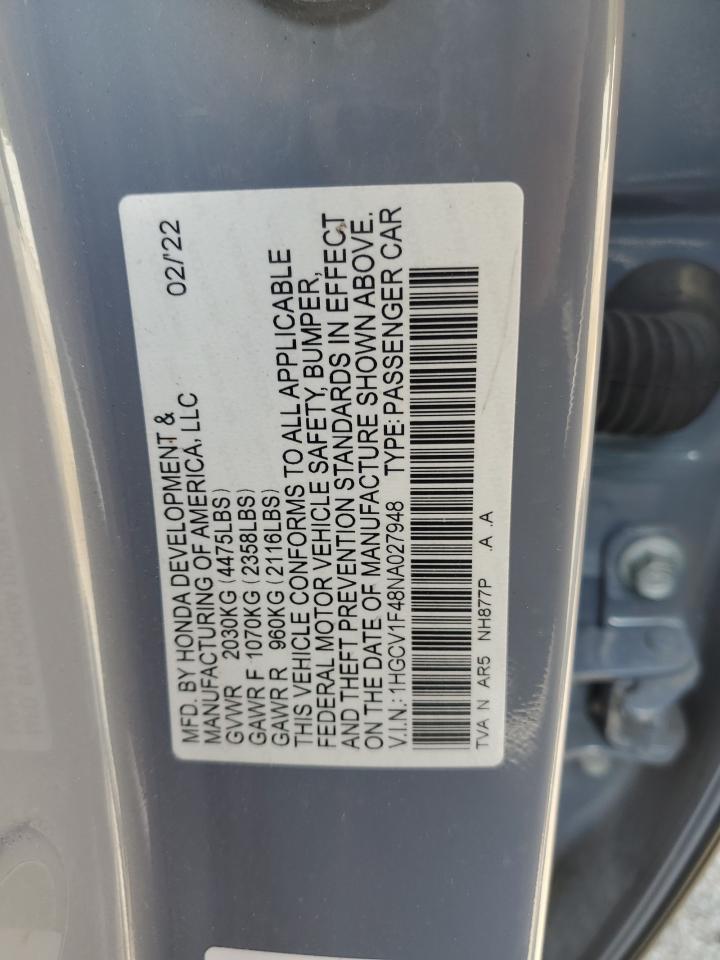 MFD. BY HONDA DEVELOPMENT & 02/'22
MANUFACTURING OF AMERICA, LLC
GVWR 2030KG (4475LBS)
GAWR F 1070KG (2358LBS)
GAWR R 960KG (2116LBS)
THIS VEHICLE CONFORMS TO ALL APPLICABLE
FEDERAL MOTOR VEHICLE SAFETY, BUMPER,
AND THEFT PREVENTION STANDARDS IN EFFECT
ON THE DATE OF MANUFACTURE SHOWN ABOVE.
V.I.N.: 1HGCV1F48NA027948 TYPE: PASSENGER CAR
TVA N AR5 NH877P .A .A